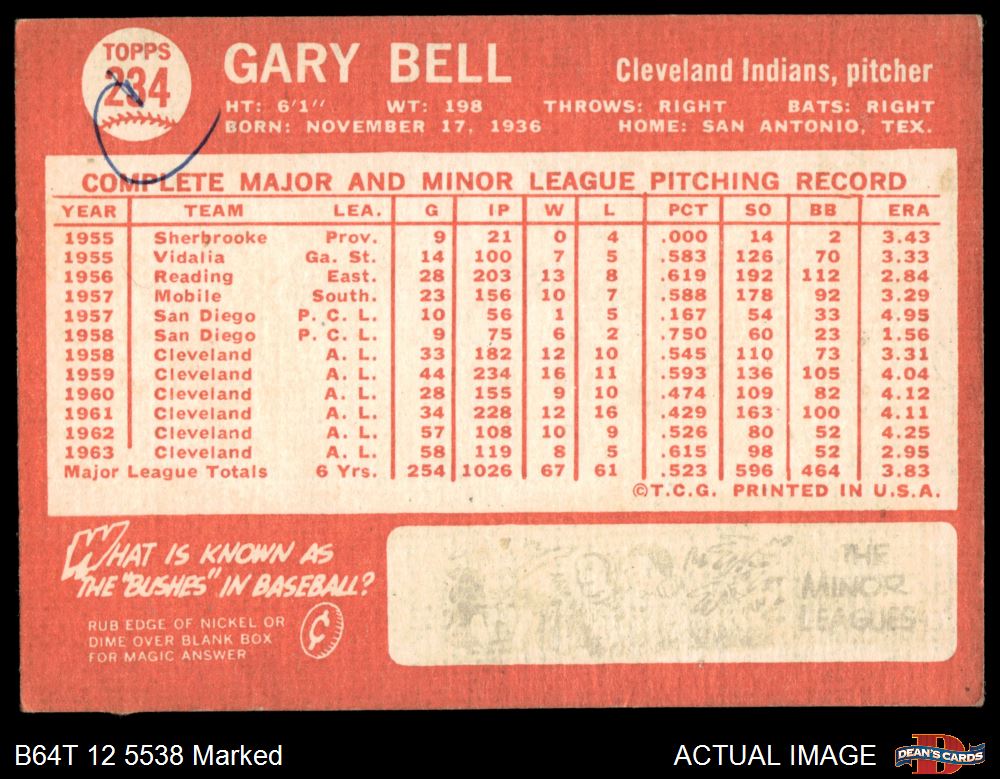 TOPPS
234
GARY BELL
Cleveland Indians, pitcher
HT: 6'1" WT: 198 THROWS: RIGHT BATS: RIGHT
BORN: NOVEMBER 17, 1936 HOME: SAN ANTONIO, TEX.
COMPLETE MAJOR AND MINOR LEAGUE PITCHING RECORD
YEAR TEAM LEA. G IP W L PCT SO BB ERA
1955 Sherbrooke Prov. 9 21 0 4 .000 14 2 3.43
1955 Vidalia Ga. St. 14 100 7 5 .583 126 70 3.33
1956 Reading East. 28 203 13 8 .619 192 112 2.84
1957 Mobile South. 23 156 10 7 .588 178 92 3.29
1957 San Diego P. C. L. 10 56 1 5 .167 54 33 4.95
1958 San Diego P. C. L. 9 75 6 2 .750 60 23 1.56
1958 Cleveland A. L. 33 182 12 10 .545 110 73 3.31
1959 Cleveland A. L. 44 234 16 11 .593 136 105 4.04
1960 Cleveland A. L. 28 155 9 10 .474 109 82 4.12
1961 Cleveland A. L. 34 228 12 16 .429 163 100 4.11
1962 Cleveland A. L. 57 108 10 9 .526 80 52 4.25
1963 Cleveland A. L. 58 119 8 5 .615 98 52 2.95
Major League Totals 6 Yrs. 254 1026 67 61 .523 596 464 3.83
©T.C.G. PRINTED IN U.S.A.
WHAT IS KNOWN AS
THE "BUSHES" IN BASEBALL?
RUB EDGE OF NICKEL OR
DIME OVER BLANK BOX
FOR MAGIC ANSWER
¢
THE
MINOR
LEAGUES
B64T 12 5538 Marked
ACTUAL IMAGE
DEAN'S CARDS